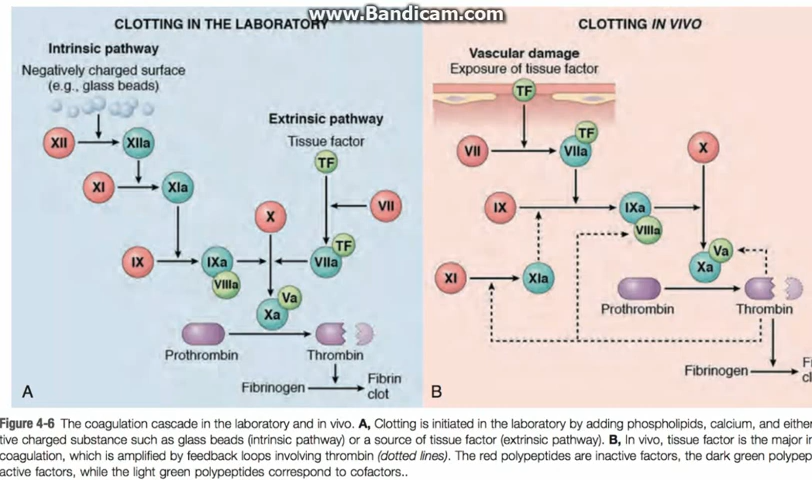 www.Bandicam.com
CLOTTING IN THE LABORATORY
Intrinsic pathway
Negatively charged surface
(e.g., glass beads)
Extrinsic pathway
Tissue factor
TF
XII
XIIa
XI
XIa
X
VII
IX
IXa
VIIIa
VIIa
TF
Va
Xa
Prothrombin
Thrombin
Fibrinogen
Fibrin
clot
A
CLOTTING IN VIVO
Vascular damage
Exposure of tissue factor
TF
VII
VIIa
TF
X
IX
IXa
VIIIa
XI
XIa
Va
Xa
Prothrombin
Thrombin
Fibrinogen
Fi
cl
B
Figure 4-6 The coagulation cascade in the laboratory and in vivo. A, Clotting is initiated in the laboratory by adding phospholipids, calcium, and either
tive charged substance such as glass beads (intrinsic pathway) or a source of tissue factor (extrinsic pathway). B, In vivo, tissue factor is the major in
coagulation, which is amplified by feedback loops involving thrombin (dotted lines). The red polypeptides are inactive factors, the dark green polypep
active factors, while the light green polypeptides correspond to cofactors..